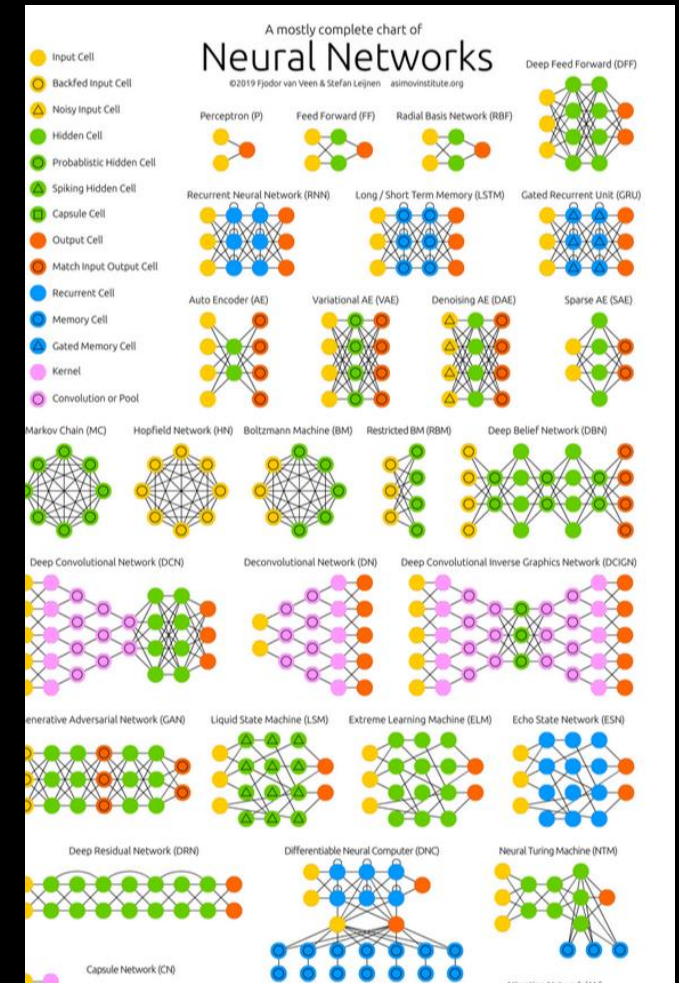 A mostly complete chart of
Neural Networks
©2019 Fjodor van Veen & Stefan Leijnen asimovinstitute.org
Input Cell
Backfed Input Cell
Noisy Input Cell
Hidden Cell
Probablistic Hidden Cell
Spiking Hidden Cell
Capsule Cell
Output Cell
Match Input Output Cell
Recurrent Cell
Memory Cell
Gated Memory Cell
Kernel
Convolution or Pool
Deep Feed Forward (DFF)
Perceptron (P) Feed Forward (FF) Radial Basis Network (RBF)
Recurrent Neural Network (RNN) Long / Short Term Memory (LSTM) Gated Recurrent Unit (GRU)
Auto Encoder (AE) Variational AE (VAE) Denoising AE (DAE) Sparse AE (SAE)
Markov Chain (MC) Hopfield Network (HN) Boltzmann Machine (BM) Restricted BM (RBM) Deep Belief Network (DBN)
Deep Convolutional Network (DCN) Deconvolutional Network (DN) Deep Convolutional Inverse Graphics Network (DCIGN)
enerative Adversarial Network (GAN) Liquid State Machine (LSM) Extreme Learning Machine (ELM) Echo State Network (ESN)
Deep Residual Network (DRN) Differentiable Neural Computer (DNC) Neural Turing Machine (NTM)
Capsule Network (CN)